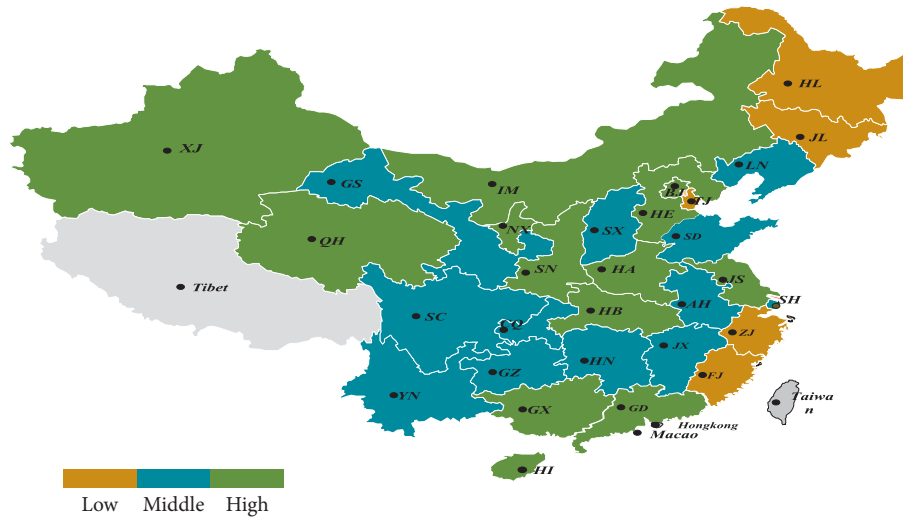 HL
JL
XJ
LN
GS
IM
BJ
TJ
HE
NX
SX
SD
QH
SN
HA
JS
Tibet
SH
AH
SC
HB
CQ
ZJ
JX
HN
GZ
FJ
YN
Taiwa
n
GX
GD
Hongkong
Macao
HI
Low Middle High